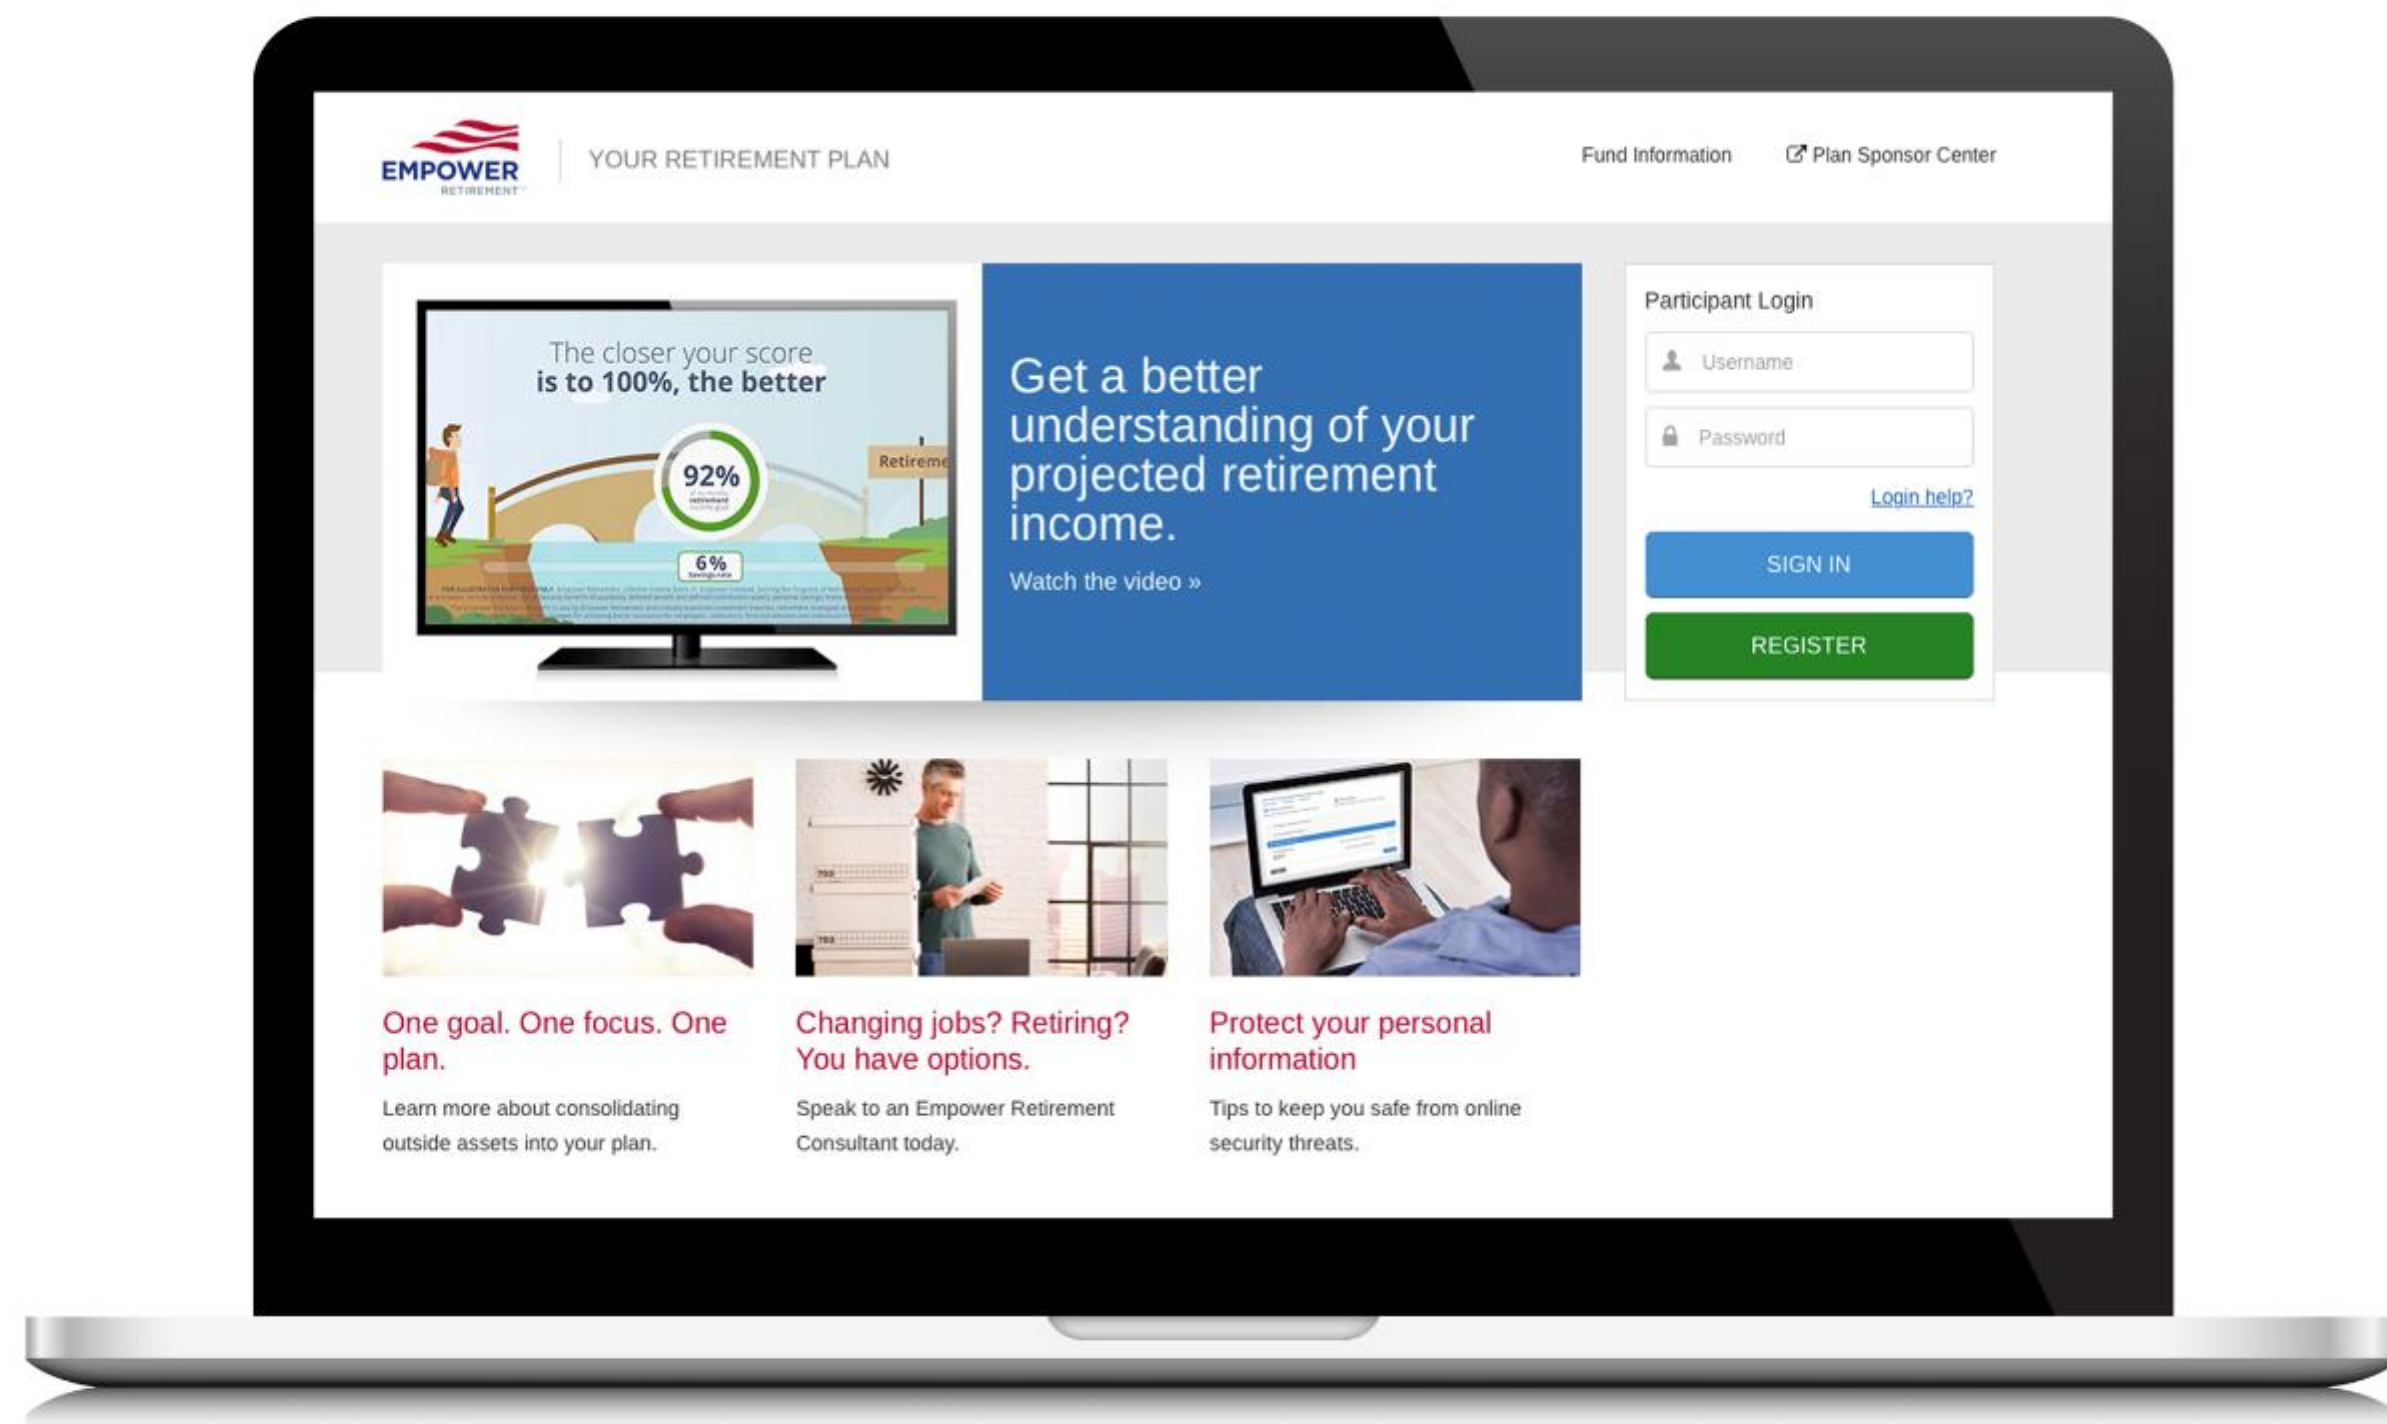 EMPOWER
RETIREMENT
YOUR RETIREMENT PLAN
Fund Information
Plan Sponsor Center
The closer your score
is to 100%, the better
92%
retirement
Retireme
6%
Savings rate
Get a better
understanding of your
projected retirement
income.
Watch the video »
Participant Login
Username
Password
Login help?
SIGN IN
REGISTER
One goal. One focus. One
plan.
Learn more about consolidating
outside assets into your plan.
Changing jobs? Retiring?
You have options.
Speak to an Empower Retirement
Consultant today.
Protect your personal
information
Tips to keep you safe from online
security threats.